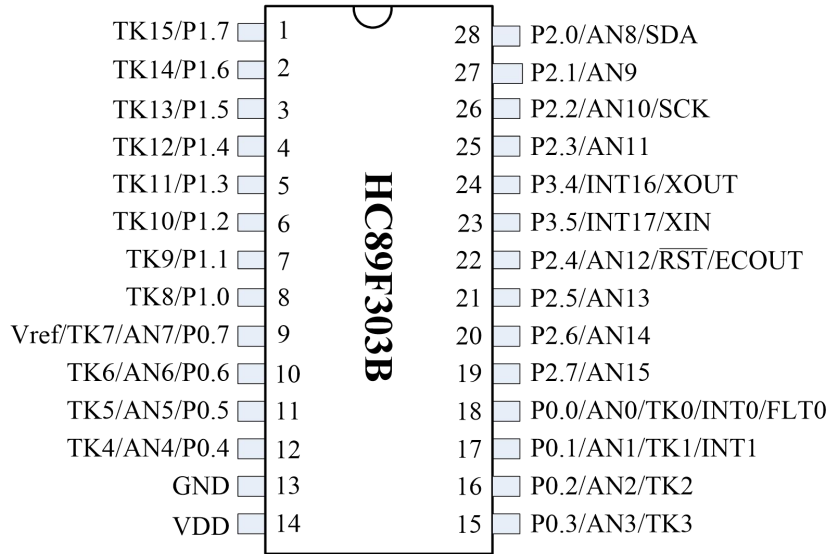 TK15/P1.7 1 28 P2.0/AN8/SDA
TK14/P1.6 2 27 P2.1/AN9
TK13/P1.5 3 26 P2.2/AN10/SCK
TK12/P1.4 4 25 P2.3/AN11
TK11/P1.3 5 24 P3.4/INT16/XOUT
TK10/P1.2 6 23 P3.5/INT17/XIN
TK9/P1.1 7 22 P2.4/AN12/R̅S̅T̅/ECOUT
TK8/P1.0 8 21 P2.5/AN13
Vref/TK7/AN7/P0.7 9 20 P2.6/AN14
TK6/AN6/P0.6 10 19 P2.7/AN15
TK5/AN5/P0.5 11 18 P0.0/AN0/TK0/INT0/FLT0
TK4/AN4/P0.4 12 17 P0.1/AN1/TK1/INT1
GND 13 16 P0.2/AN2/TK2
VDD 14 15 P0.3/AN3/TK3
HC89F303B